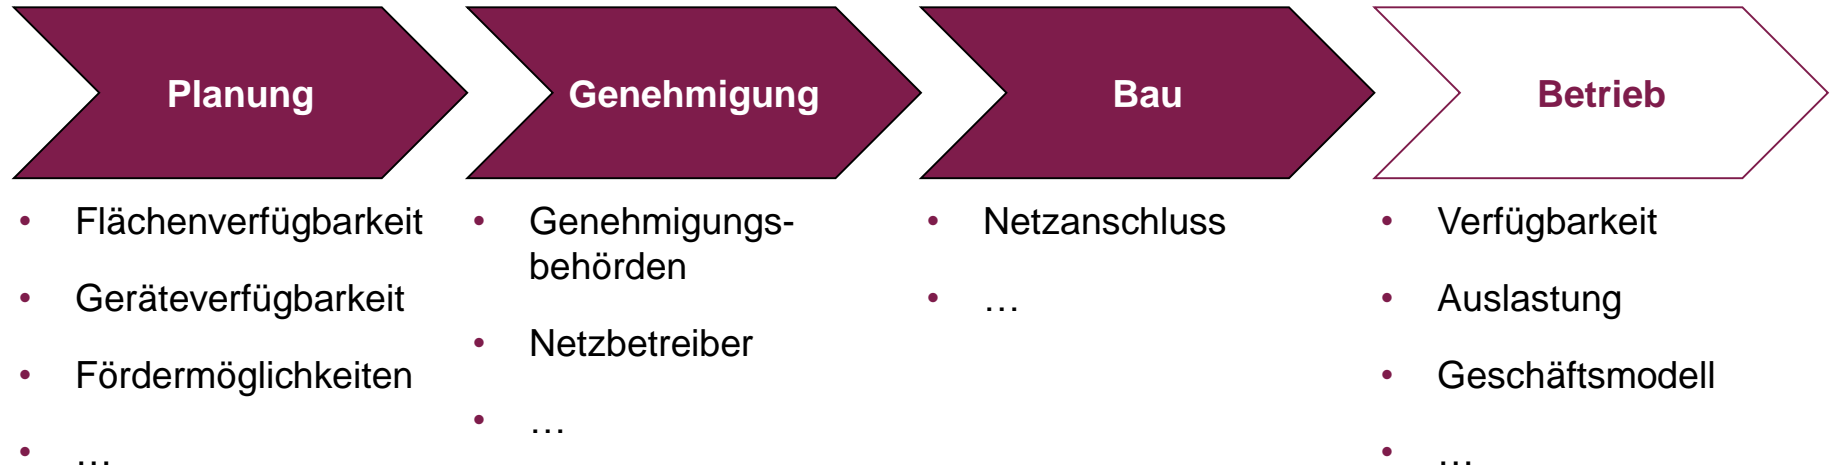 Planung
• Flächenverfügbarkeit
• Geräteverfügbarkeit
• Fördermöglichkeiten
• …
Genehmigung
• Genehmigungs-
behörden
• Netzbetreiber
• …
Bau
• Netzanschluss
• …
Betrieb
• Verfügbarkeit
• Auslastung
• Geschäftsmodell
• …